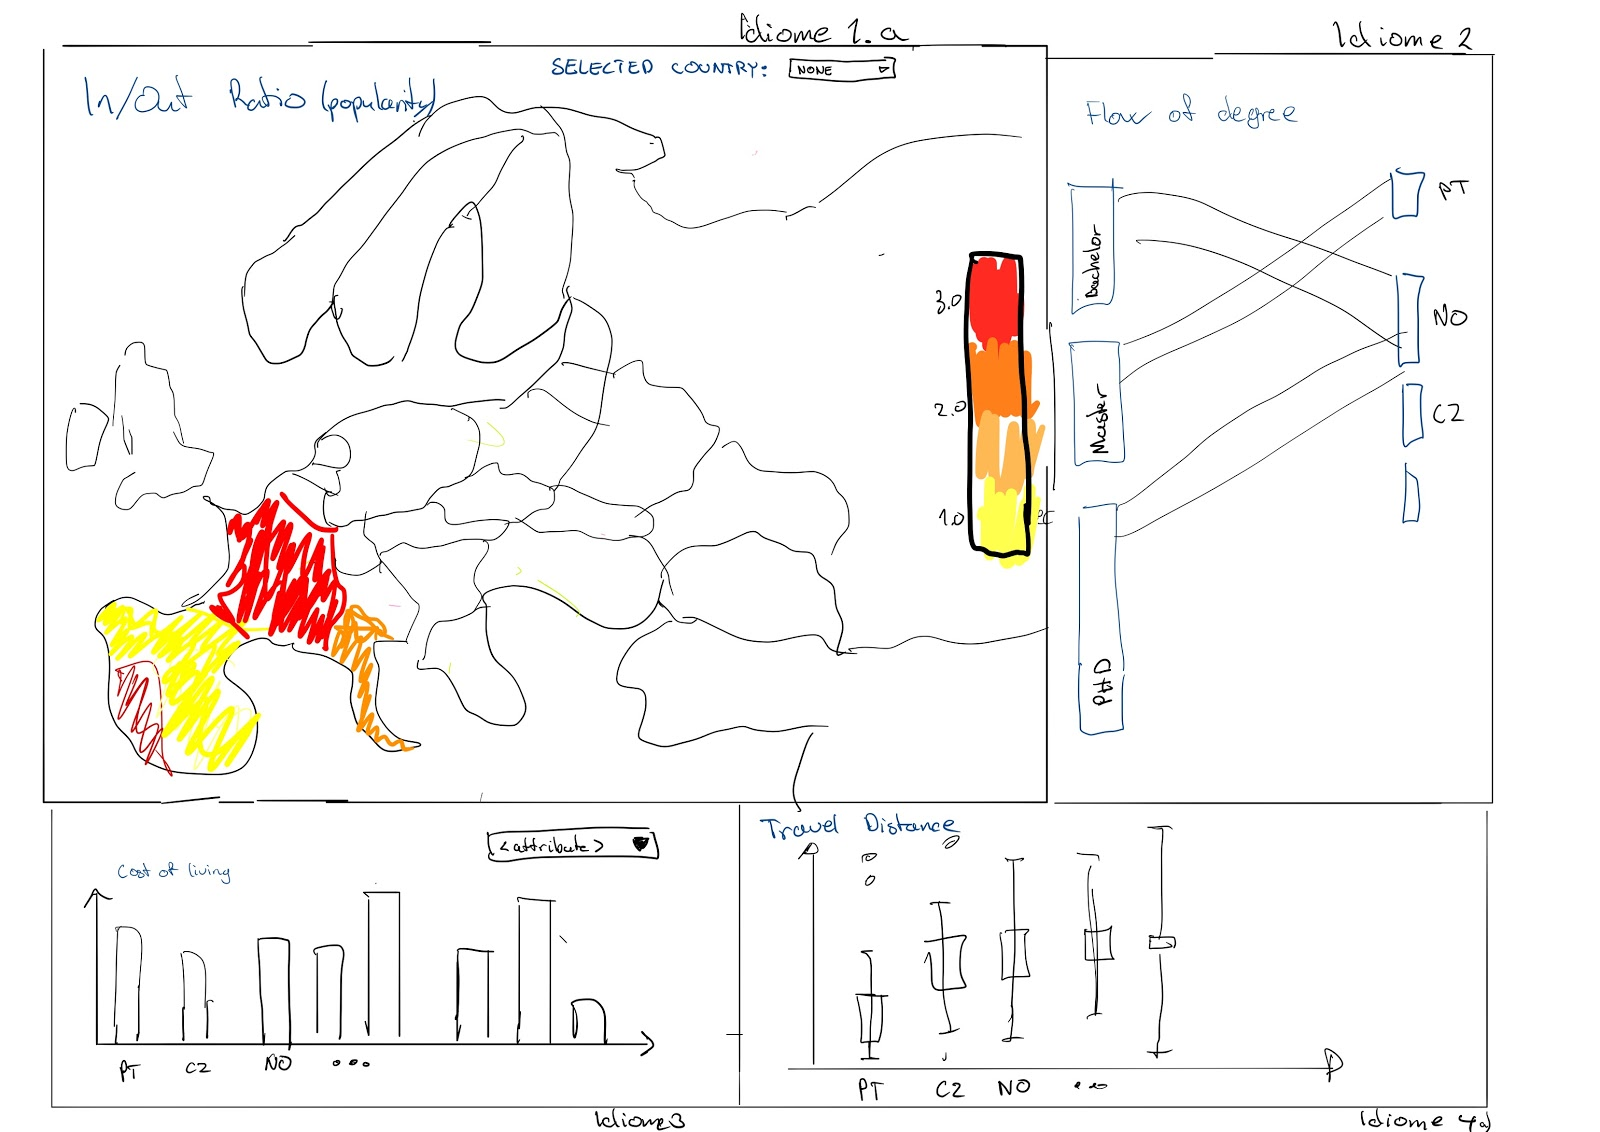 Idiome 1.a
Idiome 2
SELECTED COUNTRY: NONE
In/Out Ratio (popularity)
Flow of degree
PT
Bachelor
3.0
NO
2.0
Master
CZ
1.0
PHD
Travel Distance
<attribute>
Cost of living
PT CZ NO ...
PT CZ NO ...
Idiome 3
Idiome 4a)